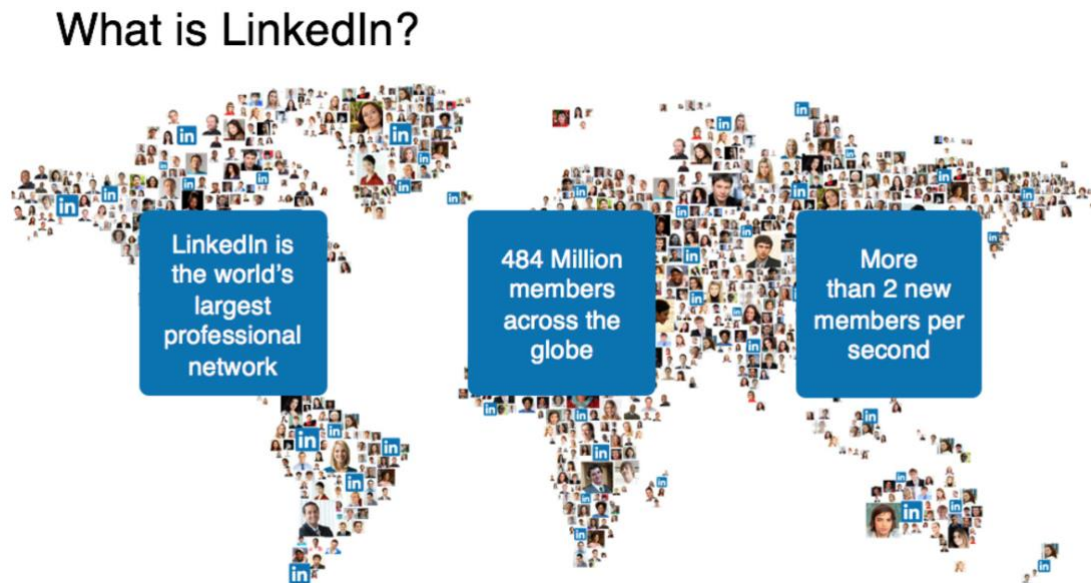 What is LinkedIn?
LinkedIn is
the world's
largest
professional
network
484 Million
members
across the
globe
More
than 2 new
members per
second